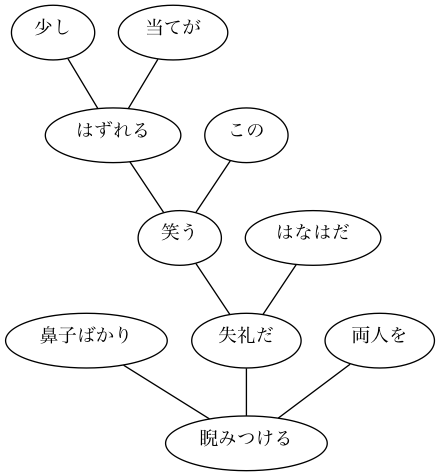 少し
当てが
はずれる
この
笑う
はなはだ
鼻子ばかり
失礼だ
両人を
睨みつける